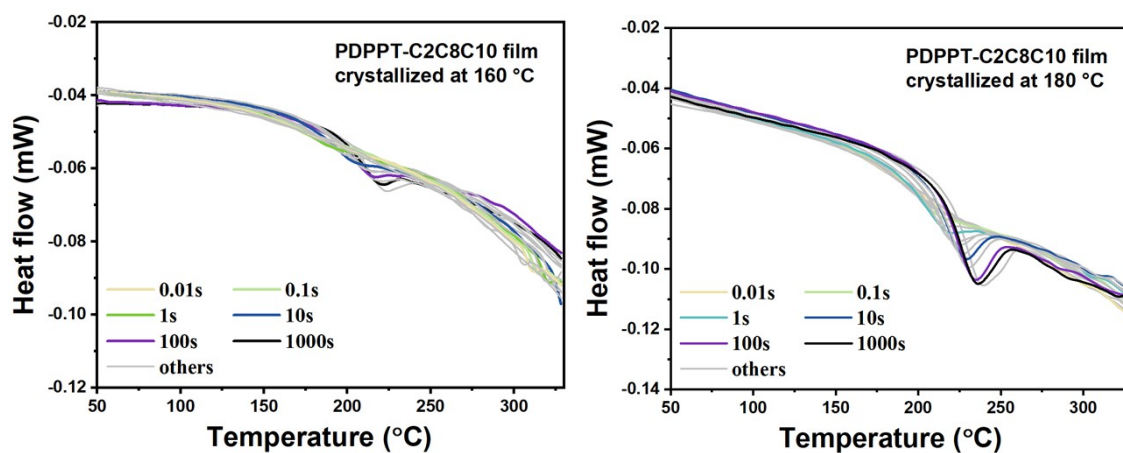 -0.02
-0.04
-0.06
-0.08
-0.10
-0.12
Heat flow (mW)
PDPPT-C2C8C10 film
crystallized at 160 °C
0.01s 0.1s
1s 10s
100s 1000s
others
50 100 150 200 250 300
Temperature (°C)
-0.02
-0.04
-0.06
-0.08
-0.10
-0.12
-0.14
Heat flow (mW)
PDPPT-C2C8C10 film
crystallized at 180 °C
0.01s 0.1s
1s 10s
100s 1000s
others
50 100 150 200 250 300
Temperature (°C)